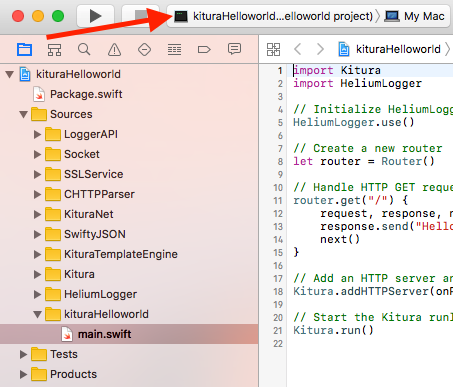 kituraHelloworld...elloworld project) My Mac
kituraHelloworld
Package.swift
Sources
LoggerAPI
Socket
SSLService
CHTTPParser
KituraNet
SwiftyJSON
KituraTemplateEngine
Kitura
HeliumLogger
kituraHelloworld
main.swift
Tests
Products
kituraHelloworld
1 import Kitura
2 import HeliumLogger
3
4 // Initialize HeliumLogg
5 HeliumLogger.use()
6
7 // Create a new router
8 let router = Router()
9
10 // Handle HTTP GET reque
11 router.get("/") {
12 request, response, n
13 response.send("Hello
14 next()
15 }
16
17 // Add an HTTP server an
18 Kitura.addHTTPServer(onP
19
20 // Start the Kitura runl
21 Kitura.run()
22